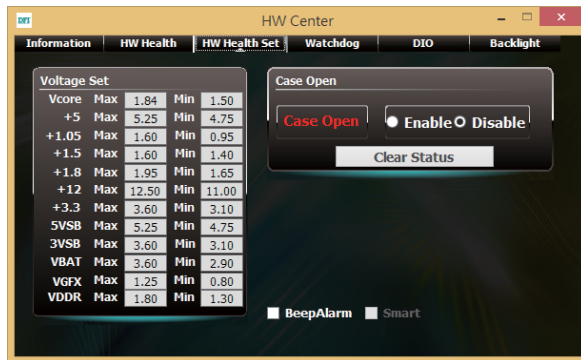 DFI HW Center
Information HW Health HW Health Set Watchdog DIO Backlight
Voltage Set
Vcore Max 1.84 Min 1.50
+5 Max 5.25 Min 4.75
+1.05 Max 1.60 Min 0.95
+1.5 Max 1.60 Min 1.40
+1.8 Max 1.95 Min 1.65
+12 Max 12.50 Min 11.00
+3.3 Max 3.60 Min 3.10
5VSB Max 5.25 Min 4.75
3VSB Max 3.60 Min 3.10
VBAT Max 3.60 Min 2.90
VGFX Max 1.25 Min 0.80
VDDR Max 1.80 Min 1.30
Case Open
Case Open Enable Disable
Clear Status
BeepAlarm Smart